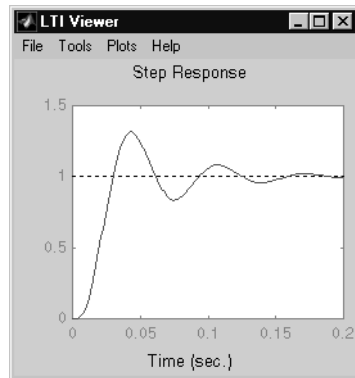 LTI Viewer
File Tools Plots Help
Step Response
1.5
1
0.5
0
0 0.05 0.1 0.15 0.2
Time (sec.)